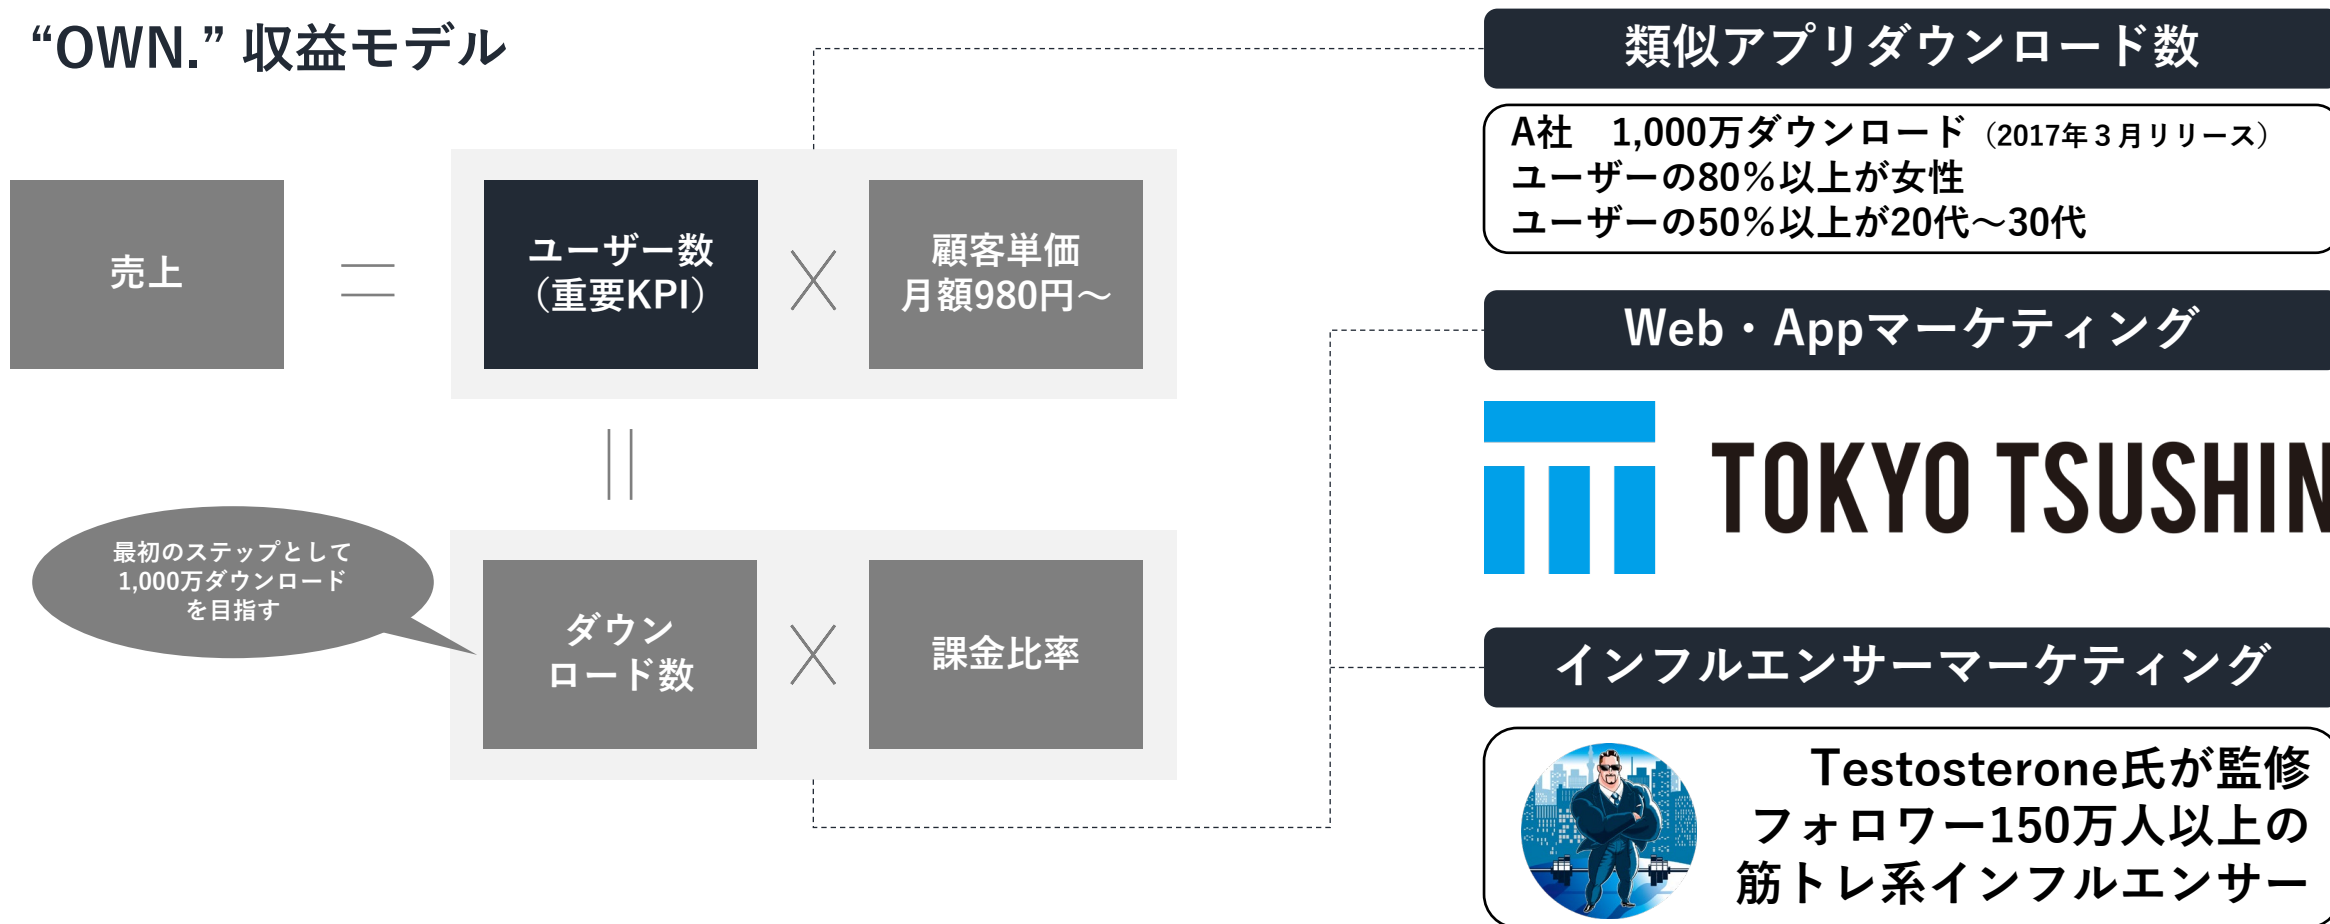 “OWN.” 収益モデル
売上
ユーザー数
（重要KPI）
顧客単価
月額980円～
最初のステップとして
1,000万ダウンロード
を目指す
ダウン
ロード数
課金比率
類似アプリダウンロード数
A社　1,000万ダウンロード（2017年３月リリース）
ユーザーの80％以上が女性
ユーザーの50％以上が20代～30代
Web・Appマーケティング
TOKYO TSUSHIN
インフルエンサーマーケティング
Testosterone氏が監修
フォロワー150万人以上の
筋トレ系インフルエンサー